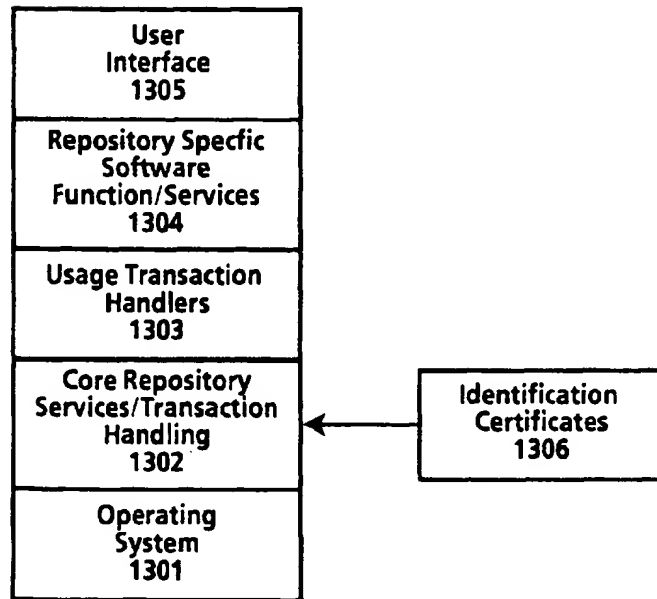 User
Interface
1305
Repository Specfic
Software
Function/Services
1304
Usage Transaction
Handlers
1303
Core Repository
Services/Transaction
Handling
1302
Identification
Certificates
1306
Operating
System
1301